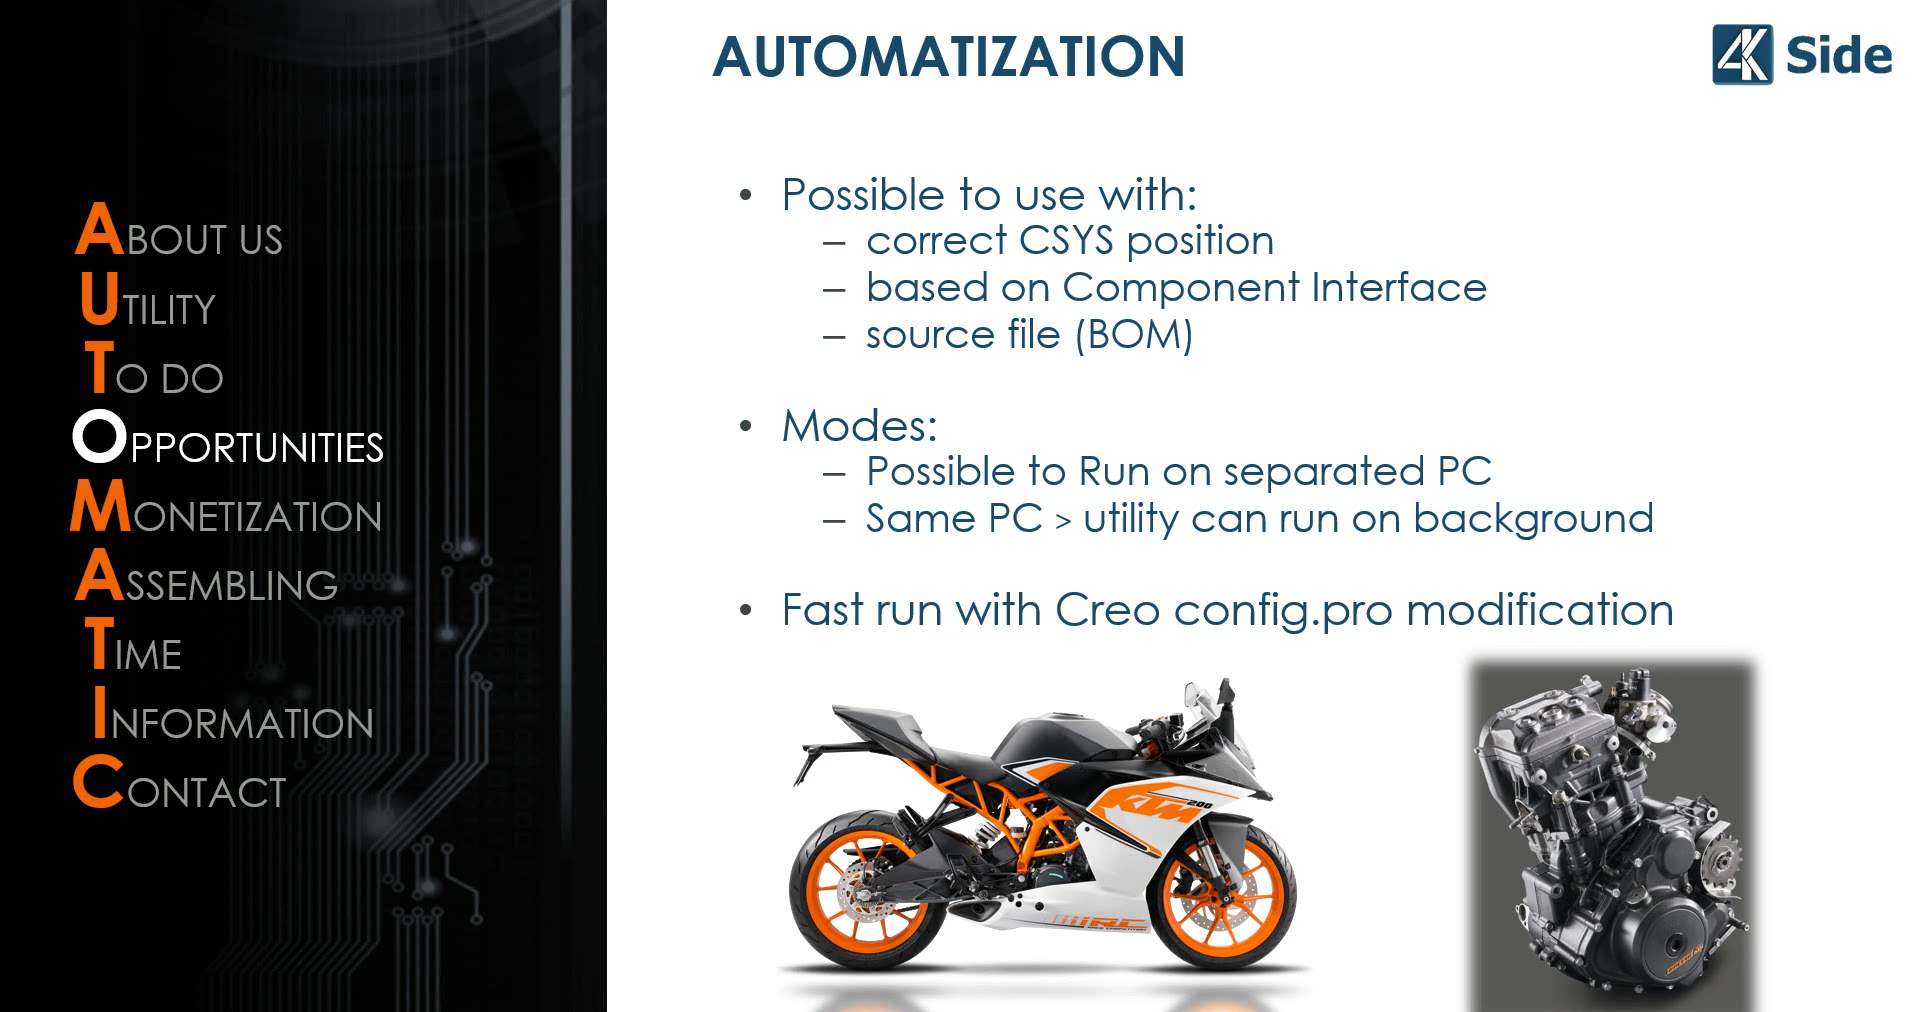 ABOUT US
UTILITY
TO DO
OPPORTUNITIES
MONETIZATION
ASSEMBLING
TIME
INFORMATION
CONTACT
AUTOMATIZATION
4K Side
• Possible to use with:
– correct CSYS position
– based on Component Interface
– source file (BOM)
• Modes:
– Possible to Run on separated PC
– Same PC > utility can run on background
• Fast run with Creo config.pro modification
KTM 200
RC